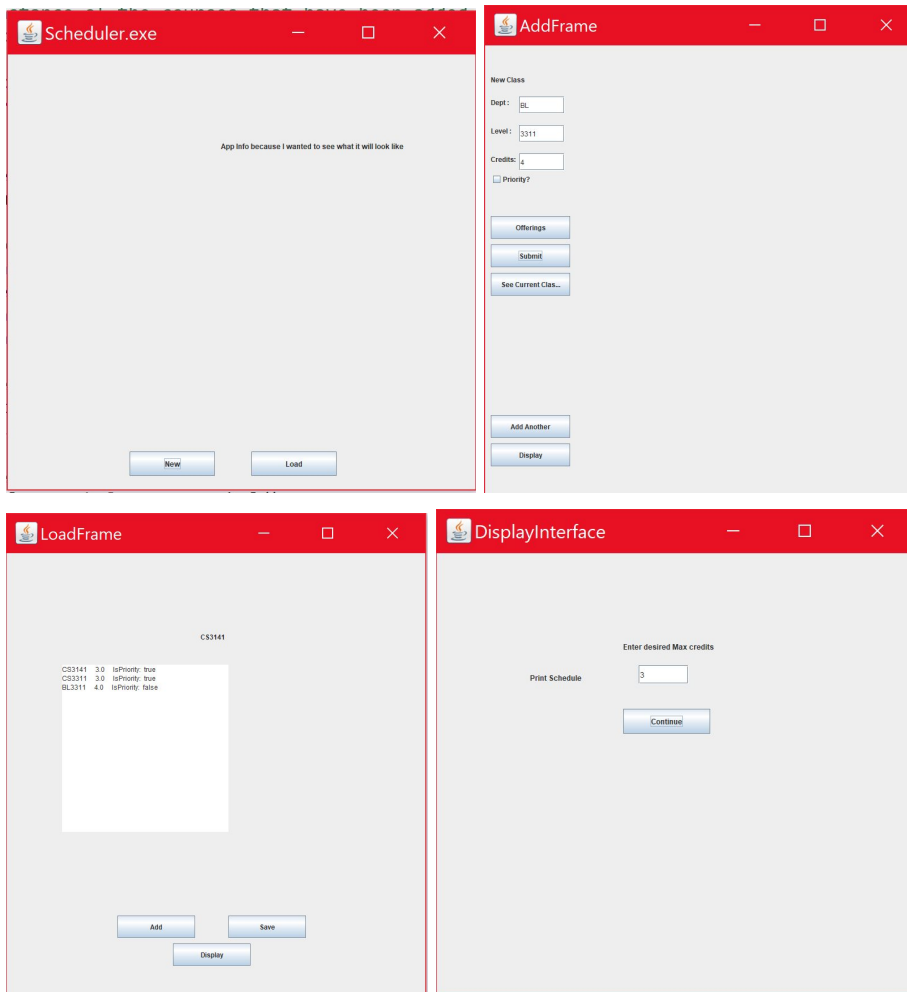 Scheduler.exe
App Info because I wanted to see what it will look like
New
Load
AddFrame
New Class
Dept :
BL
Level :
3311
Credits:
4
Priority?
Offerings
Submit
See Current Clas...
Add Another
Display
LoadFrame
CS3141
CS3141 3.0 IsPriority: true
CS3311 3.0 IsPriority: true
BL3311 4.0 IsPriority: false
Add
Save
Display
DisplayInterface
Enter desired Max credits
Print Schedule
3
Continue